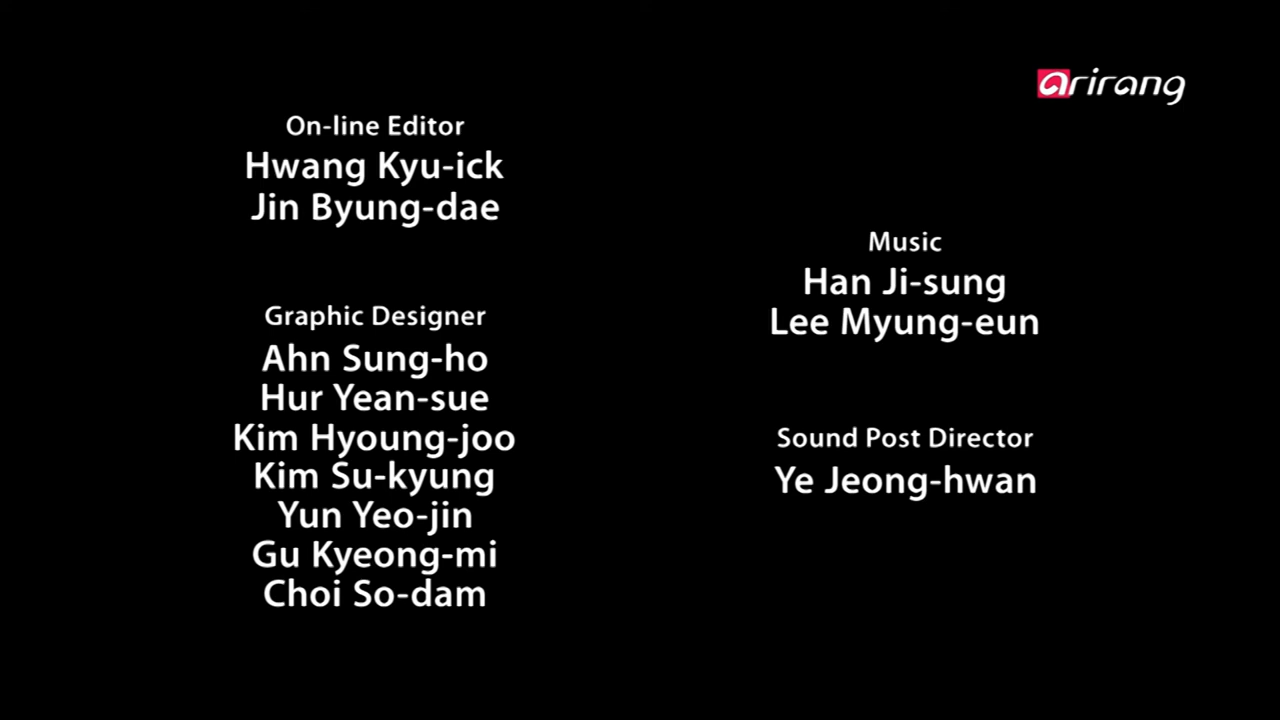 arirang
On-line Editor
Hwang Kyu-ick
Jin Byung-dae
Graphic Designer
Ahn Sung-ho
Hur Yean-sue
Kim Hyoung-joo
Kim Su-kyung
Yun Yeo-jin
Gu Kyeong-mi
Choi So-dam
Music
Han Ji-sung
Lee Myung-eun
Sound Post Director
Ye Jeong-hwan